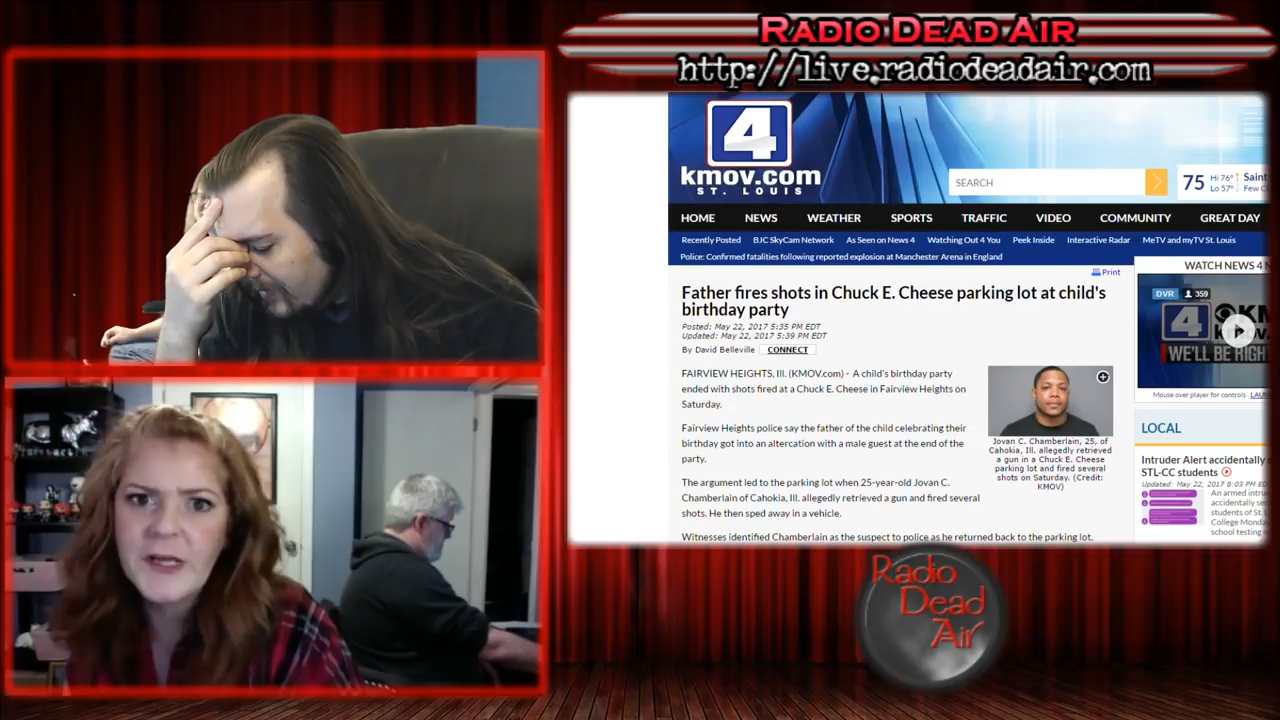 Radio Dead Air
http://live.radiodeadair.com
4
kmov.com
ST. LOUIS
SEARCH
75
Hi 76°
Lo 57°
Saint
Few
HOME NEWS WEATHER SPORTS TRAFFIC VIDEO COMMUNITY GREAT DAY
Recently Posted BJC SkyCam Network As Seen on News 4 Watching Out 4 You Peek Inside Interactive Radar MeTV and myTV St. Louis
Police: Confirmed fatalities following reported explosion at Manchester Arena in England
Print
Father fires shots in Chuck E. Cheese parking lot at child's
birthday party
Posted: May 22, 2017 5:35 PM EDT
Updated: May 22, 2017 5:39 PM EDT
By David Belleville CONNECT
FAIRVIEW HEIGHTS, Ill. (KMOV.com) - A child's birthday party
ended with shots fired at a Chuck E. Cheese in Fairview Heights on
Saturday.
Fairview Heights police say the father of the child celebrating their
birthday got into an altercation with a male guest at the end of the
party.
The argument led to the parking lot when 25-year-old Jovan C.
Chamberlain of Cahokia, Ill. allegedly retrieved a gun and fired several
shots. He then sped away in a vehicle.
Witnesses identified Chamberlain as the suspect to police as he returned back to the parking lot.
Jovan C. Chamberlain, 25, of
Cahokia, Ill. allegedly retrieved
a gun in a Chuck E. Cheese
parking lot and fired several
shots on Saturday. (Credit:
KMOV)
WATCH NEWS 4
DVR 359
4
WE'LL BE RIGH
Mouse over player for controls - LAU
LOCAL
Intruder Alert accidentally
STL-CC students
Updated: May 22, 2017 8:03 PM ED
An armed intru
accidentally se
students of St. L
College Monda
school testing
Radio
Dead
Air